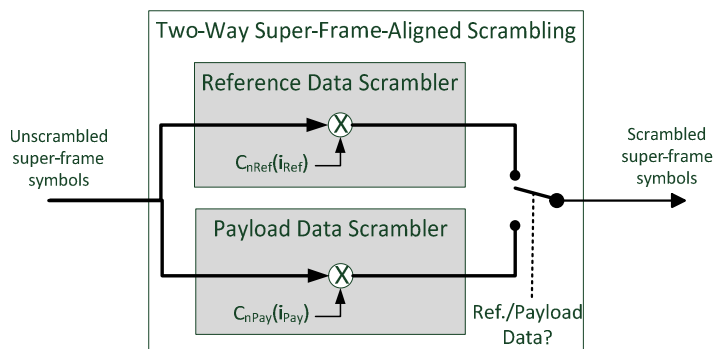 Two-Way Super-Frame-Aligned Scrambling
Reference Data Scrambler
X
CnRef(iRef)
Unscrambled
super-frame
symbols
Scrambled
super-frame
symbols
Payload Data Scrambler
X
CnPay(iPay)
Ref./Payload
Data?